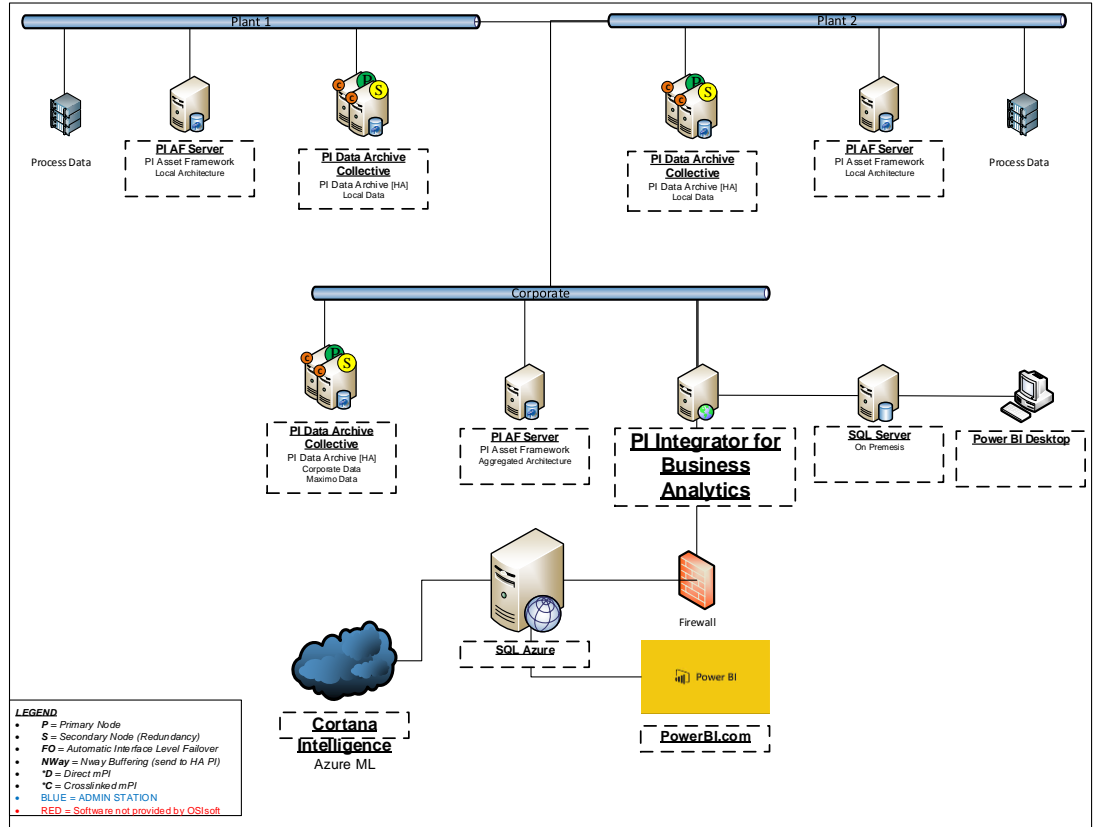 Plant 1
Plant 2
Process Data
PI AF Server
PI Asset Framework
Local Architecture
C
C
P
S
PI Data Archive
Collective
PI Data Archive [HA]
Local Data
C
C
P
S
PI Data Archive
Collective
PI Data Archive [HA]
Local Data
PI AF Server
PI Asset Framework
Local Architecture
Process Data
Corporate
C
C
P
S
PI Data Archive
Collective
PI Data Archive [HA]
Corporate Data
Maximo Data
PI AF Server
PI Asset Framework
Aggregated Architecture
PI Integrator for
Business
Analytics
SQL Server
On Premesis
Power BI Desktop
Firewall
SQL Azure
Power BI
PowerBI.com
Cortana
Intelligence
Azure ML
LEGEND
• P = Primary Node
• S = Secondary Node (Redundancy)
• FO = Automatic Interface Level Failover
• NWay = Nway Buffering (send to HA PI)
• *D = Direct mPI
• *C = Crosslinked mPI
• BLUE = ADMIN STATION
• RED = Software not provided by OSIsoft